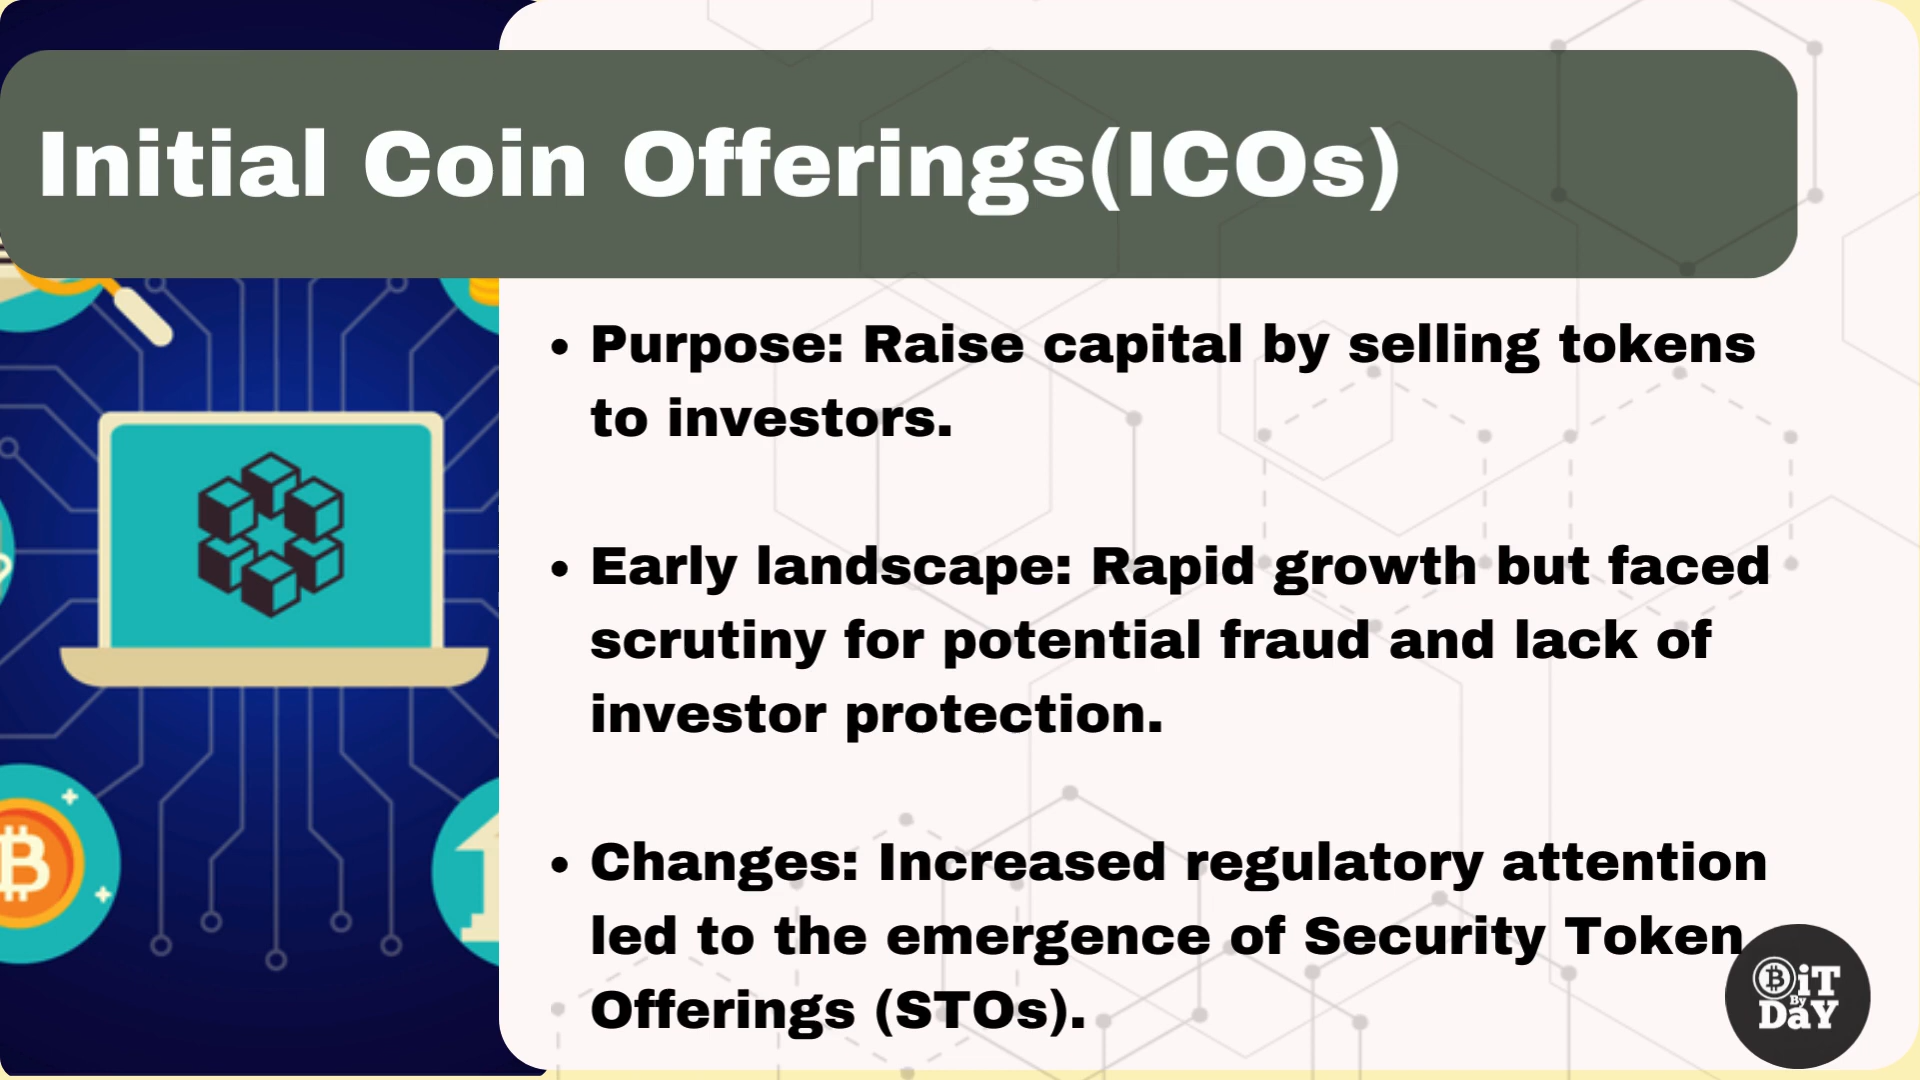 Initial Coin Offerings(ICOs)
• Purpose: Raise capital by selling tokens
to investors.
• Early landscape: Rapid growth but faced
scrutiny for potential fraud and lack of
investor protection.
• Changes: Increased regulatory attention
led to the emergence of Security Token
Offerings (STOs).
BiT
By
DaY